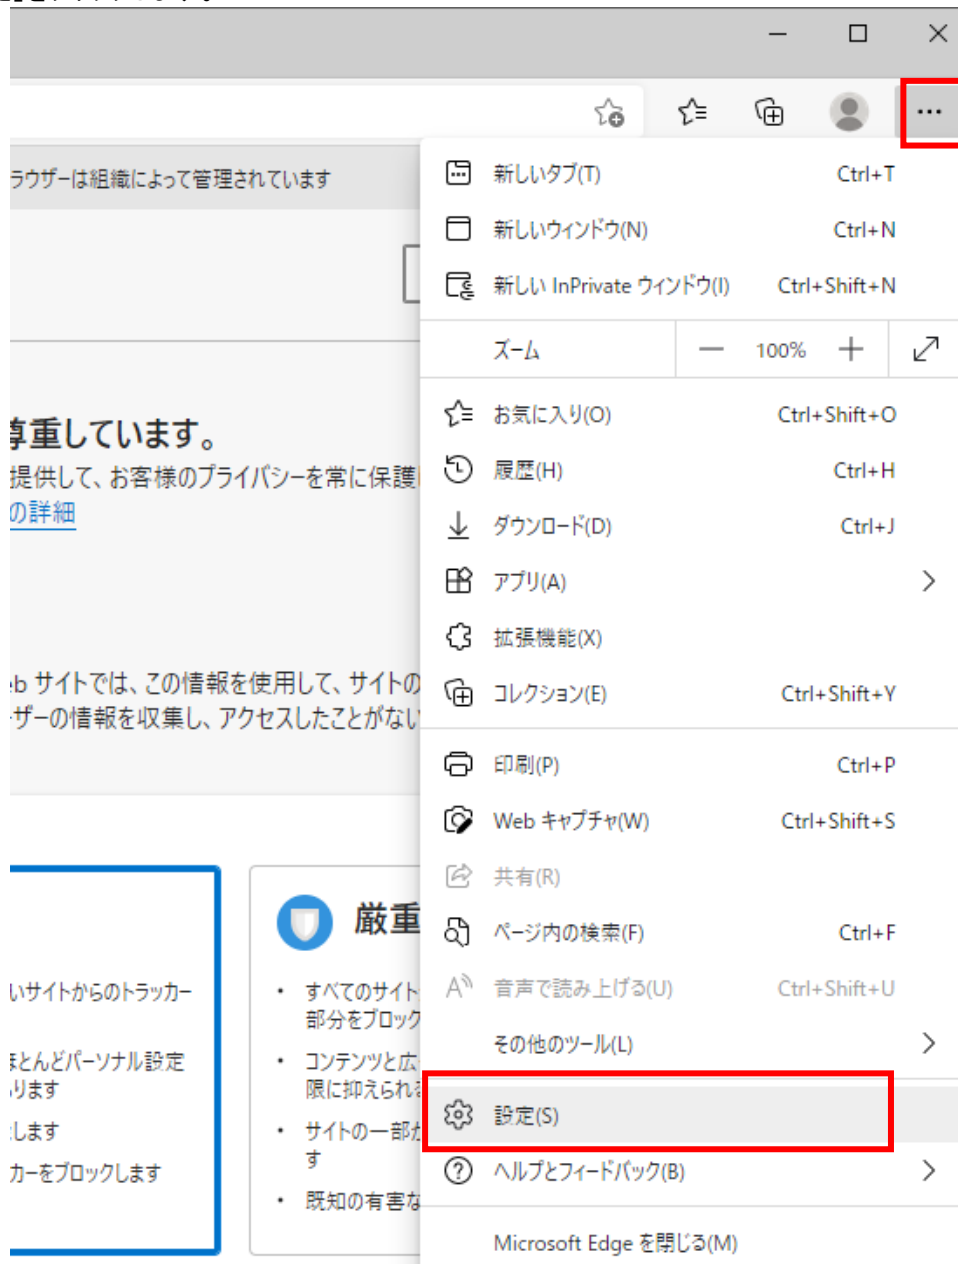 ラウザーは組織によって管理されています
新しいタブ(T) Ctrl+T
新しいウィンドウ(N) Ctrl+N
新しい InPrivate ウィンドウ(I) Ctrl+Shift+N
ズーム 100%
お気に入り(O) Ctrl+Shift+O
履歴(H) Ctrl+H
ダウンロード(D) Ctrl+J
アプリ(A)
拡張機能(X)
コレクション(E) Ctrl+Shift+Y
印刷(P) Ctrl+P
Web キャプチャ(W) Ctrl+Shift+S
共有(R)
ページ内の検索(F) Ctrl+F
音声で読み上げる(U) Ctrl+Shift+U
その他のツール(L)
設定(S)
ヘルプとフィードバック(B)
Microsoft Edge を閉じる(M)
尊重しています。
提供して、お客様のプライバシーを常に保護
の詳細
eb サイトでは、この情報を使用して、サイトの
ーザーの情報を収集し、アクセスしたことがない
いサイトからのトラッカー
ほとんどパーソナル設定
ります
します
カーをブロックします
厳重
• すべてのサイト
部分をブロック
• コンテンツと広
限に抑えられ
• サイトの一部が
す
• 既知の有害な